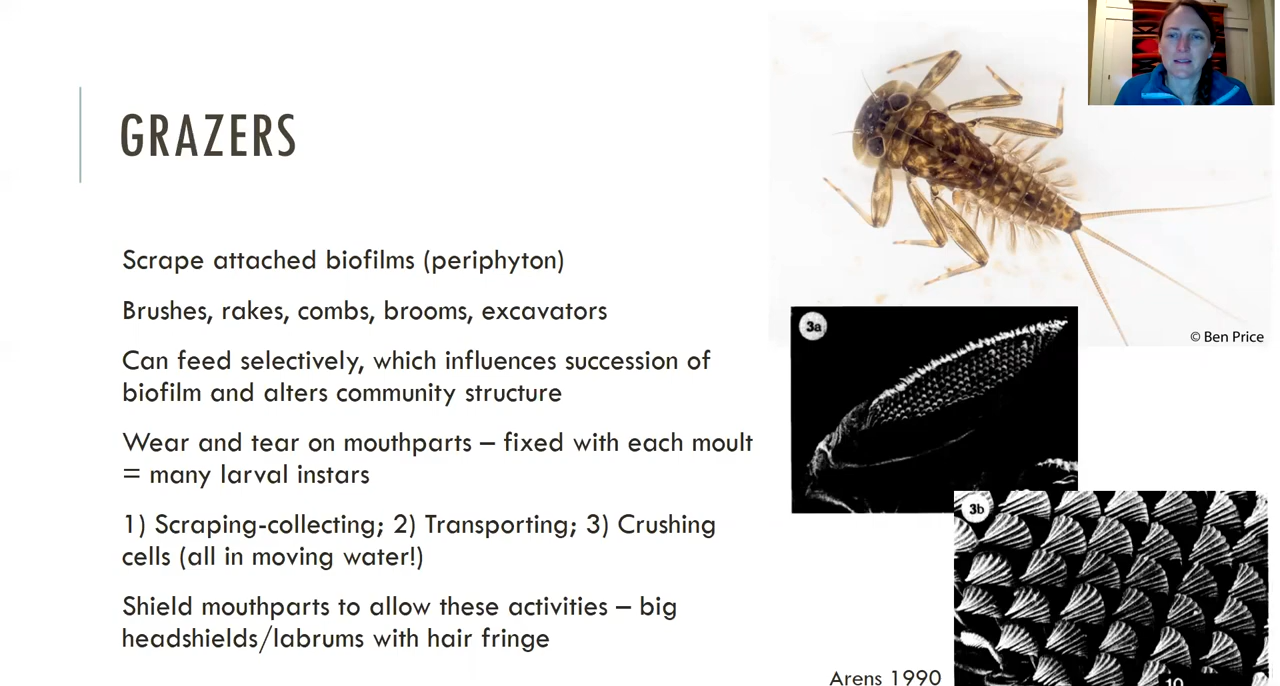 GRAZERS
Scrape attached biofilms (periphyton)
Brushes, rakes, combs, brooms, excavators
Can feed selectively, which influences succession of
biofilm and alters community structure
Wear and tear on mouthparts – fixed with each moult
= many larval instars
1) Scraping-collecting; 2) Transporting; 3) Crushing
cells (all in moving water!)
Shield mouthparts to allow these activities – big
headshields/labrums with hair fringe
© Ben Price
3a
3b
10
Arens 1990